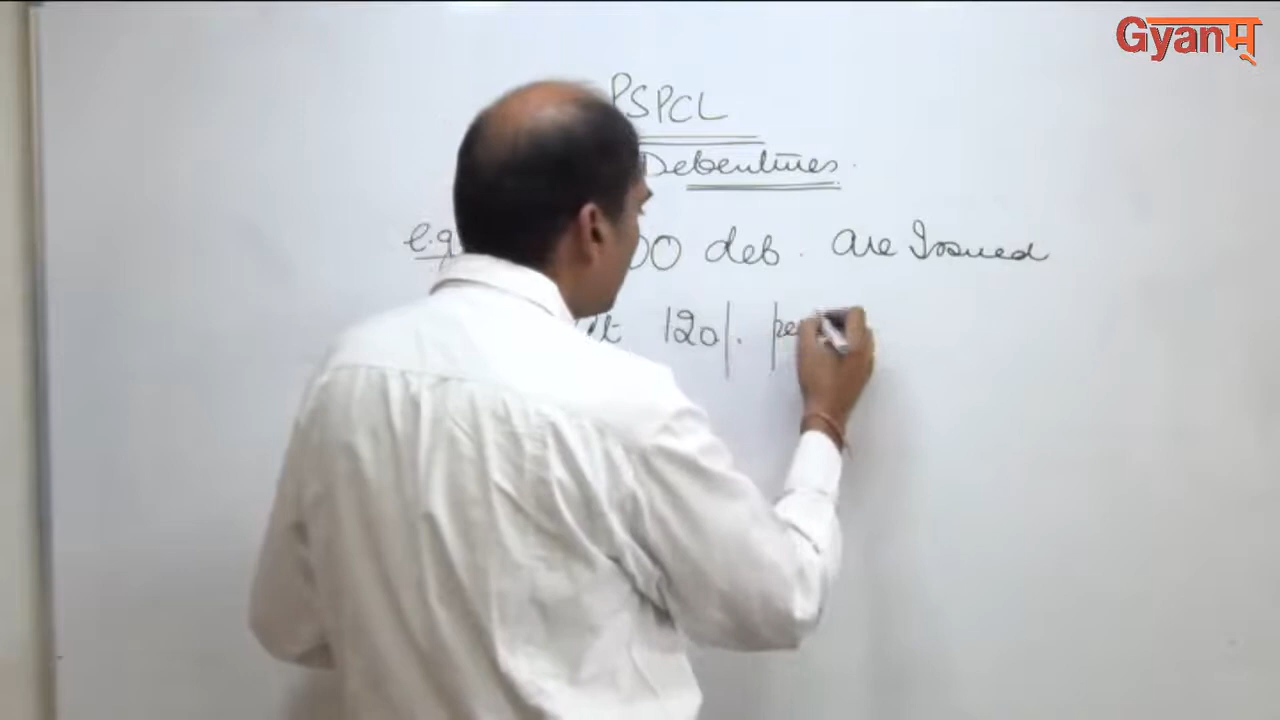 Gyanम्
PSPCL
Debentures.
e.g 00 deb. are Issued
At 120/. pe